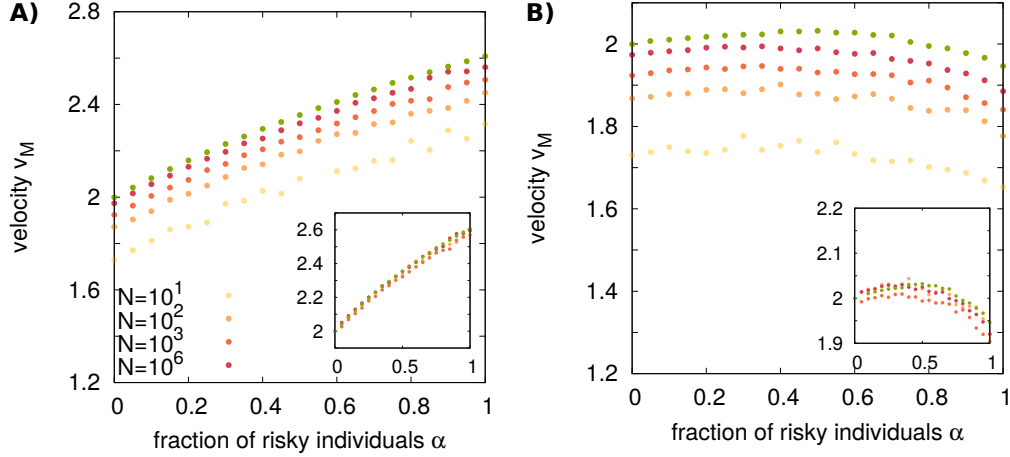 A)
2.8
2.4
2
1.6
1.2
velocity v_M
N=10^1
N=10^2
N=10^3
N=10^6
2.6
2.4
2.2
2
0 0.5 1
0 0.2 0.4 0.6 0.8 1
fraction of risky individuals α
B)
2
1.8
1.6
1.4
1.2
velocity v_M
2.2
2.1
2
1.9
0 0.5 1
0 0.2 0.4 0.6 0.8 1
fraction of risky individuals α